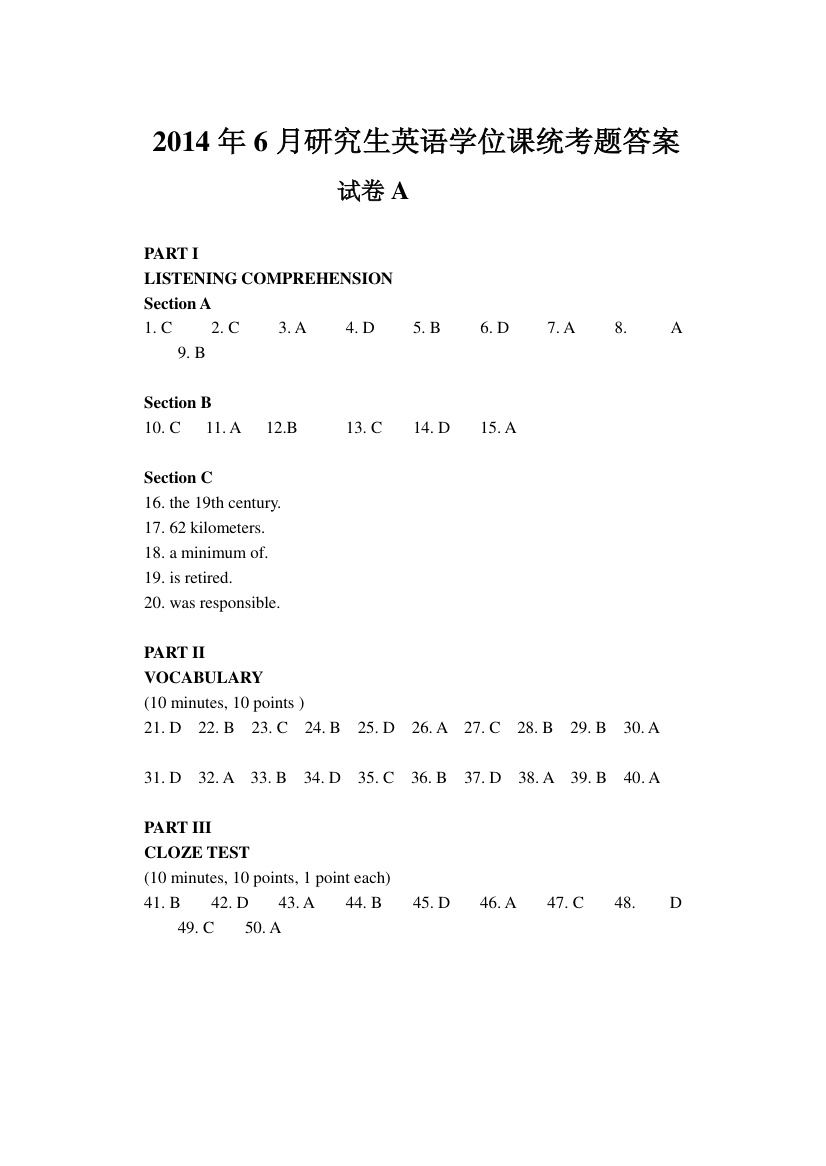 2014 年 6 月研究生英语学位课统考题答案
试卷 A
PART I
LISTENING COMPREHENSION
Section A
1. C 2. C 3. A 4. D 5. B 6. D 7. A 8. A
9. B
Section B
10. C 11. A 12.B 13. C 14. D 15. A
Section C
16. the 19th century.
17. 62 kilometers.
18. a minimum of.
19. is retired.
20. was responsible.
PART II
VOCABULARY
(10 minutes, 10 points )
21. D 22. B 23. C 24. B 25. D 26. A 27. C 28. B 29. B 30. A
31. D 32. A 33. B 34. D 35. C 36. B 37. D 38. A 39. B 40. A
PART III
CLOZE TEST
(10 minutes, 10 points, 1 point each)
41. B 42. D 43. A 44. B 45. D 46. A 47. C 48. D
49. C 50. A